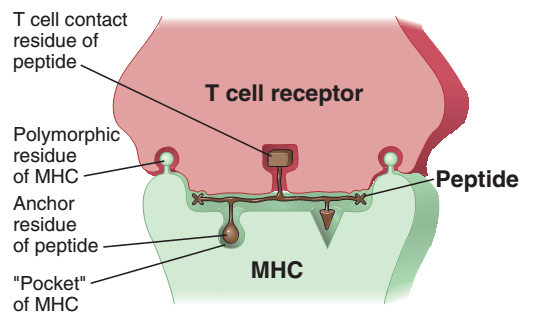 T cell contact
residue of
peptide
T cell receptor
Polymorphic
residue
of MHC
Peptide
Anchor
residue
of peptide
MHC
"Pocket"
of MHC